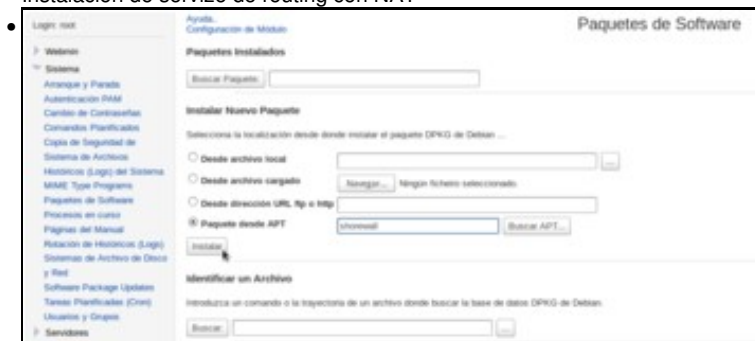 Instalación de servizo de routing con NAT
Login: root
Webmin
Sistema
Arranque y Parada
Autenticación PAM
Cambio de Contraseñas
Comandos Planificados
Copia de Seguridad de
Sistema de Archivos
Históricos (Logs) del Sistema
MIME Type Programs
Paquetes de Software
Procesos en curso
Páginas del Manual
Rotación de Históricos (Logs)
Sistemas de Archivo de Disco
y Red
Software Package Updates
Tareas Planificadas (Cron)
Usuarios y Grupos
Servidores
Ayuda..
Configuración de Módulo
Paquetes de Software
Paquetes Instalados
Buscar Paquete:
Instalar Nuevo Paquete
Selecciona la localización desde donde instalar el paquete DPKG de Debian ...
Desde archivo local
...
Desde archivo cargado
Navegar... Ningún fichero seleccionado.
Desde dirección URL ftp o http
Paquete desde APT
shorewall
Buscar APT...
Instalar
Identificar un Archivo
Introduzca un comando o la trayectoria de un archivo donde buscar la base de datos DPKG de Debian.
Buscar:
...